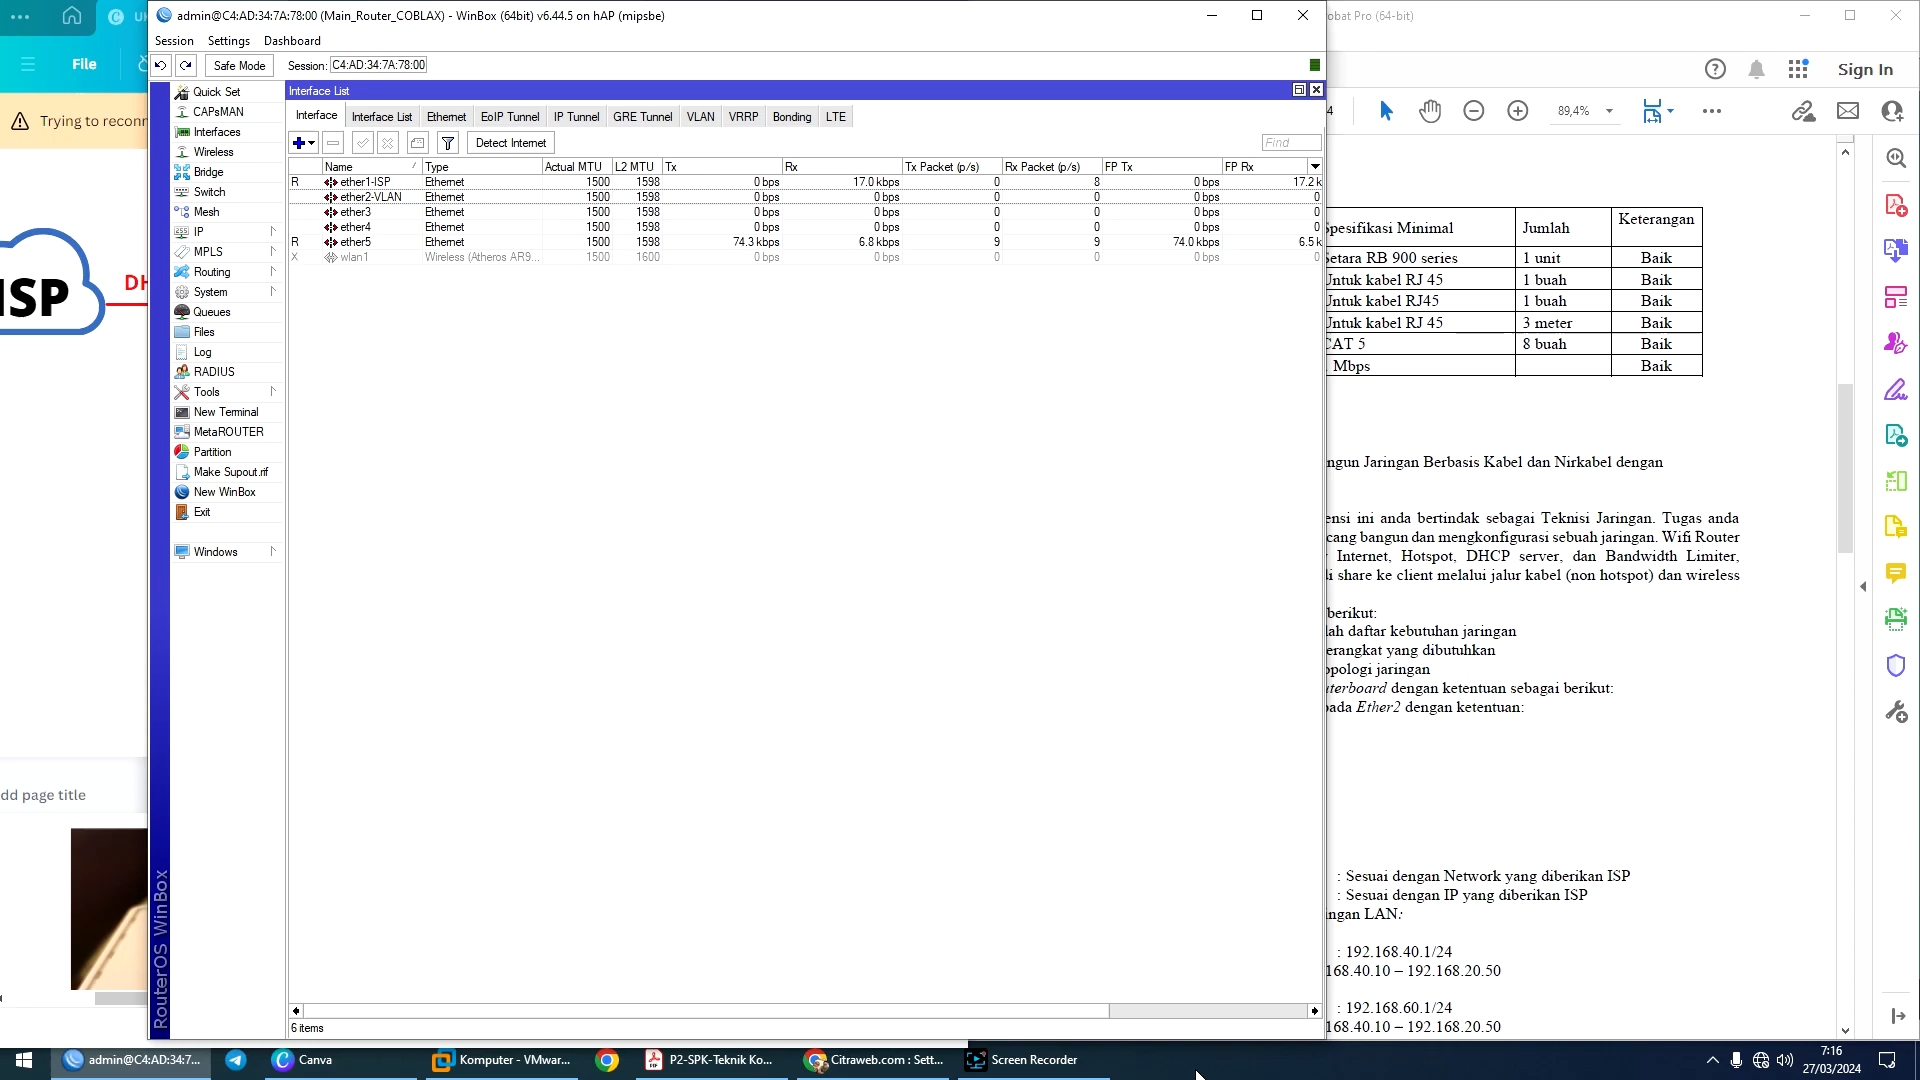 admin@C4:AD:34:7A:78:00 (Main_Router_COBLAX) - WinBox (64bit) v6.44.5 on hAP (mipsbe)
obat Pro (64-bit)
Session Settings Dashboard
File
Safe Mode Session: C4:AD:34:7A:78:00
Sign In
Trying to reconn
Quick Set
CAPsMAN
Interfaces
Wireless
Bridge
Switch
Mesh
IP
MPLS
Routing
System
Queues
Files
Log
RADIUS
Tools
New Terminal
MetaROUTER
Partition
Make Supout.rif
New WinBox
Exit
Windows
RouterOS WinBox
Interface List
Interface Interface List Ethernet EoIP Tunnel IP Tunnel GRE Tunnel VLAN VRRP Bonding LTE
Detect Internet Find
Name Type Actual MTU L2 MTU Tx Rx Tx Packet (p/s) Rx Packet (p/s) FP Tx FP Rx
R ether1-ISP Ethernet 1500 1598 0 bps 17.0 kbps 0 8 0 bps 17.2 k
ether2-VLAN Ethernet 1500 1598 0 bps 0 bps 0 0 0 bps 0
ether3 Ethernet 1500 1598 0 bps 0 bps 0 0 0 bps 0
ether4 Ethernet 1500 1598 0 bps 0 bps 0 0 0 bps 0
R ether5 Ethernet 1500 1598 74.3 kbps 6.8 kbps 9 9 74.0 kbps 6.5 k
X wlan1 Wireless (Atheros AR9... 1500 1600 0 bps 0 bps 0 0 0 bps 0
6 items
ISP
DH
dd page title
4
89,4%
Spesifikasi Minimal Jumlah Keterangan
Setara RB 900 series 1 unit Baik
Untuk kabel RJ 45 1 buah Baik
Untuk kabel RJ45 1 buah Baik
Untuk kabel RJ 45 3 meter Baik
CAT 5 8 buah Baik
Mbps Baik
ngun Jaringan Berbasis Kabel dan Nirkabel dengan
ensi ini anda bertindak sebagai Teknisi Jaringan. Tugas anda
cang bangun dan mengkonfigurasi sebuah jaringan. Wifi Router
Internet, Hotspot, DHCP server, dan Bandwidth Limiter,
di share ke client melalui jalur kabel (non hotspot) dan wireless
berikut:
lah daftar kebutuhan jaringan
erangkat yang dibutuhkan
opologi jaringan
uterboard dengan ketentuan sebagai berikut:
pada Ether2 dengan ketentuan:
: Sesuai dengan Network yang diberikan ISP
: Sesuai dengan IP yang diberikan ISP
ingan LAN:
: 192.168.40.1/24
168.40.10 – 192.168.20.50
: 192.168.60.1/24
168.40.10 – 192.168.20.50
admin@C4:AD:34:7... Canva Komputer - VMwar... P2-SPK-Teknik Ko... Citraweb.com : Sett... Screen Recorder
7:16
27/03/2024